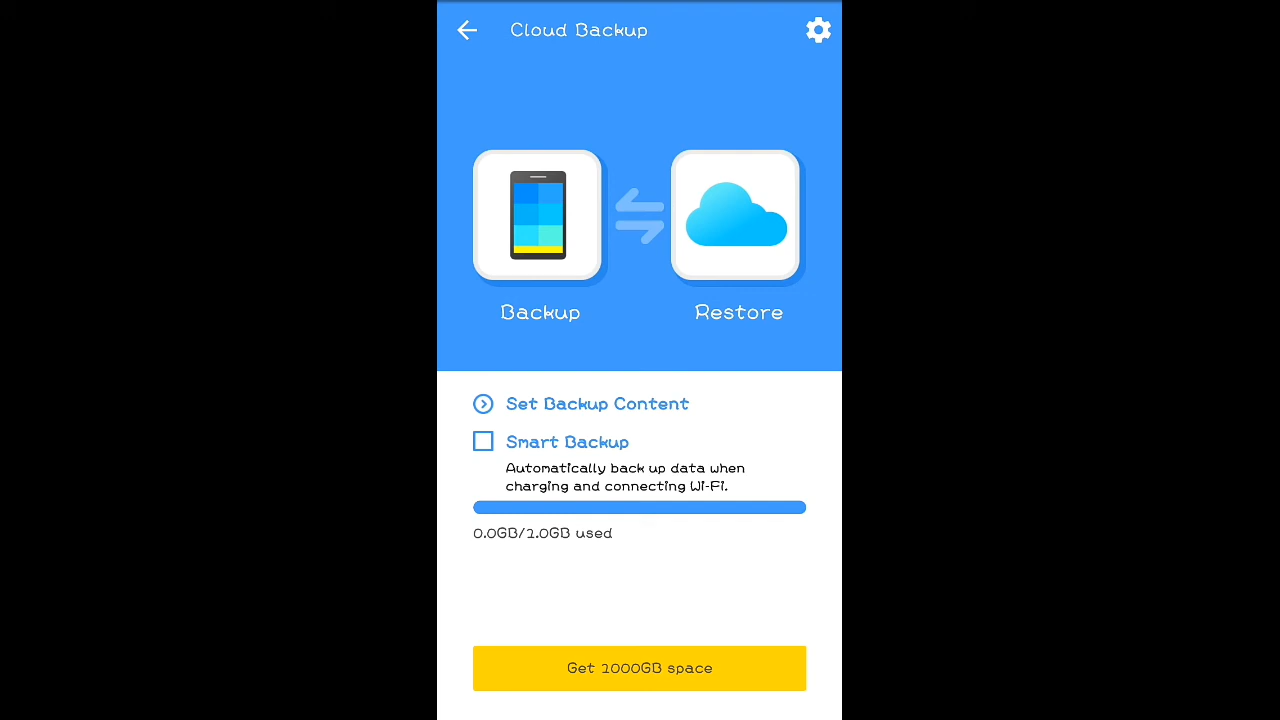 Cloud Backup
Backup
Restore
Set Backup Content
Smart Backup
Automatically back up data when
charging and connecting Wi-Fi.
0.0GB/1.0GB used
Get 1000GB space